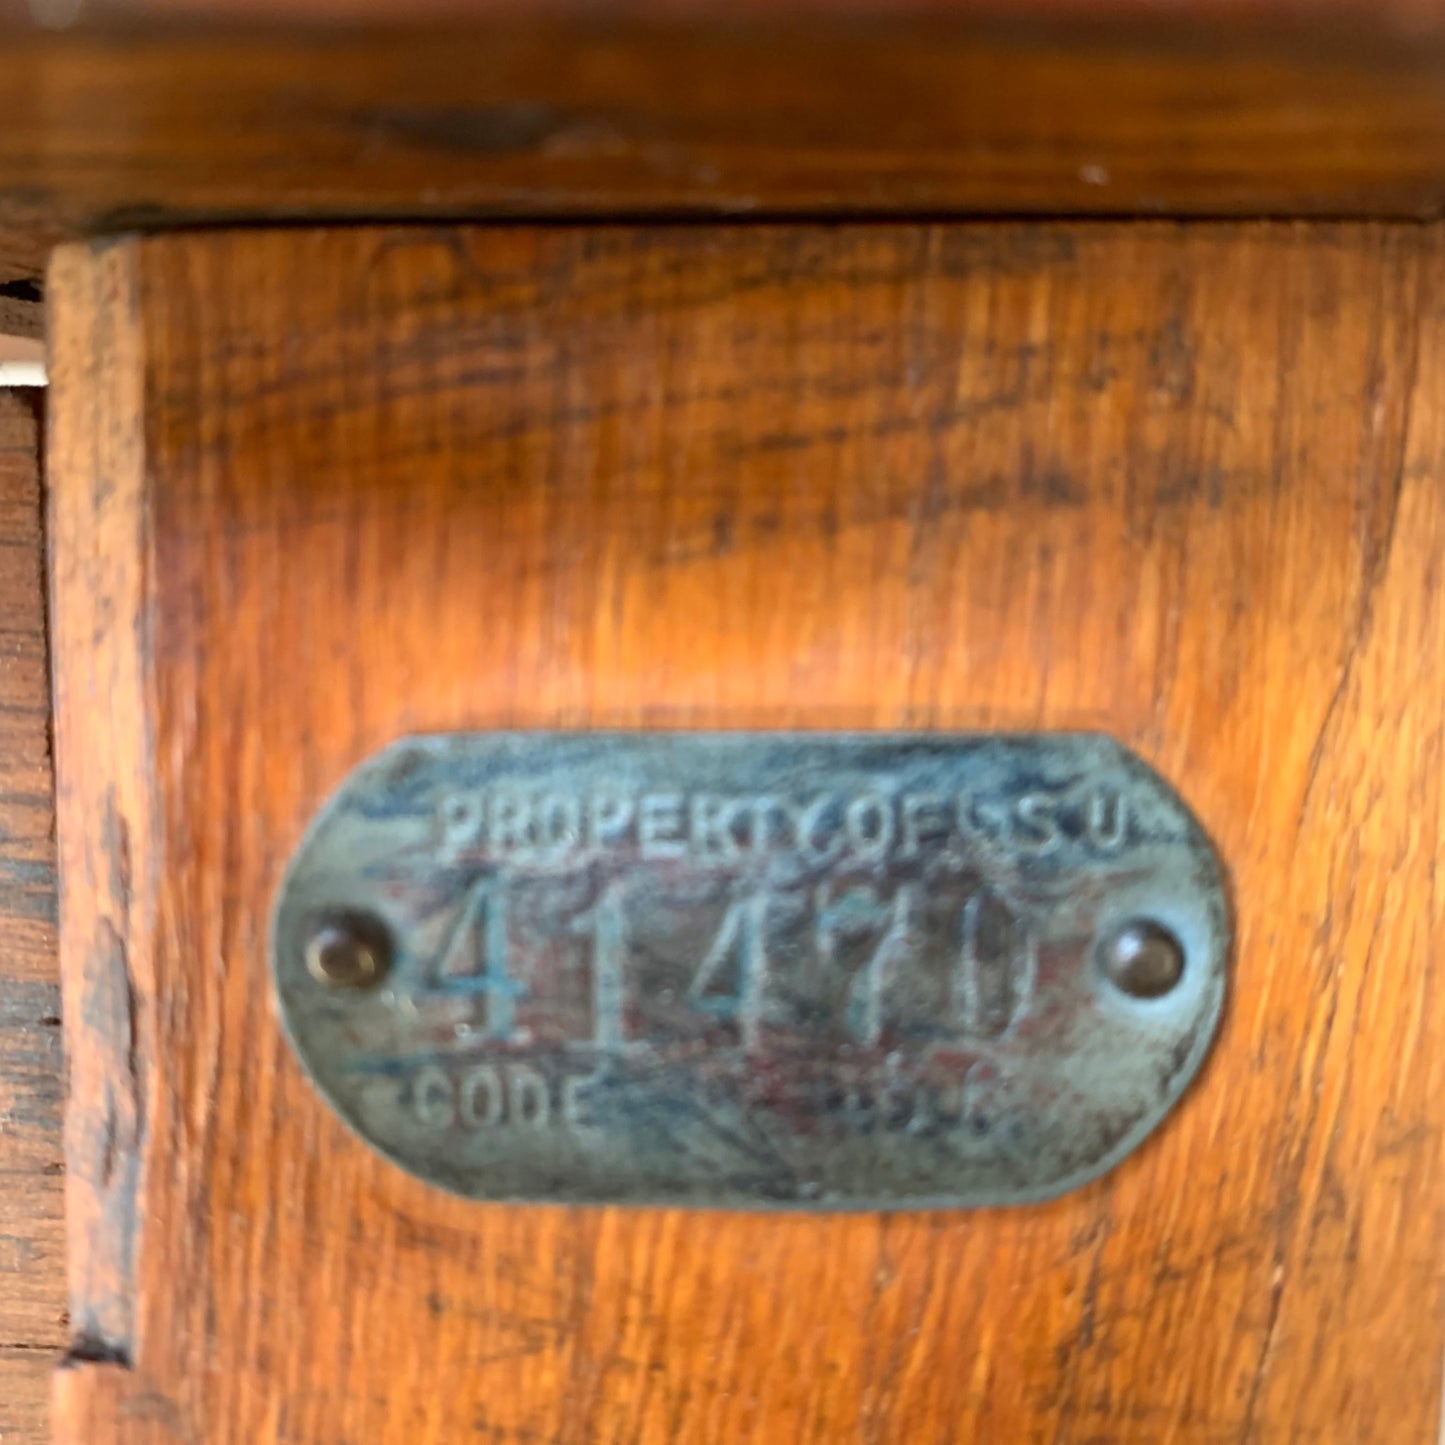 PROPERTY OF L S U
41470
CODE